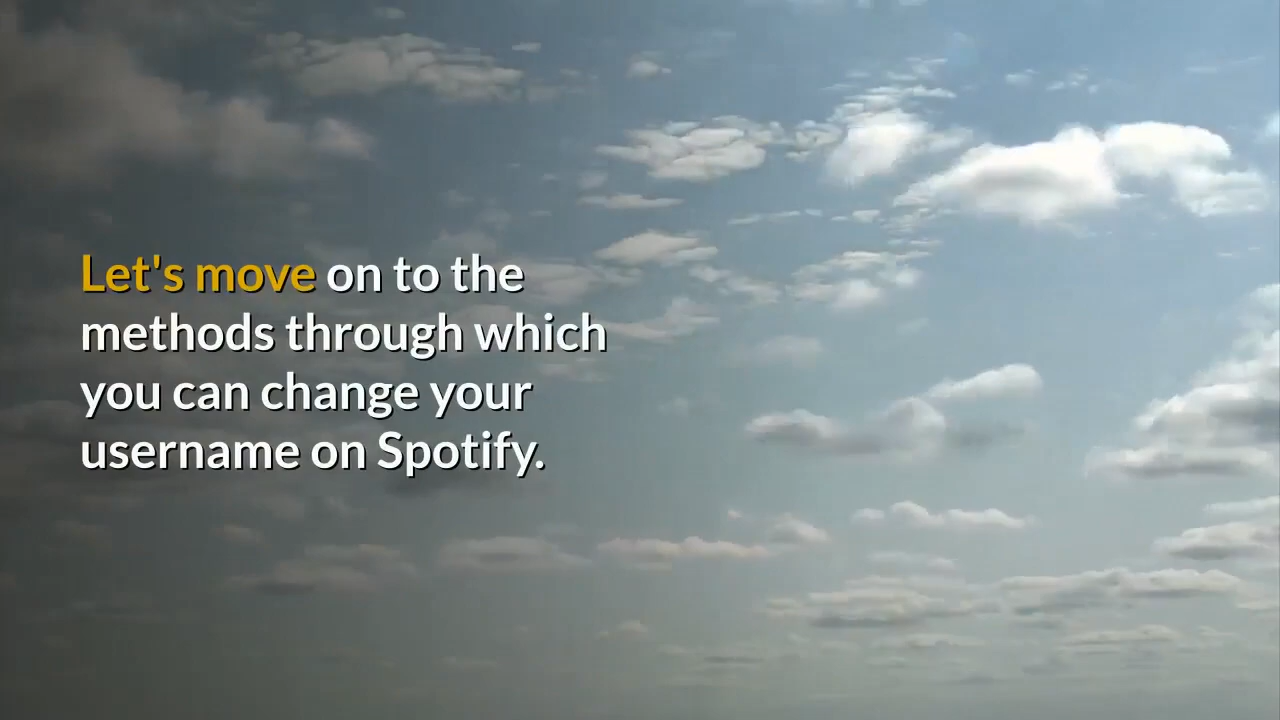 Let's move on to the
methods through which
you can change your
username on Spotify.